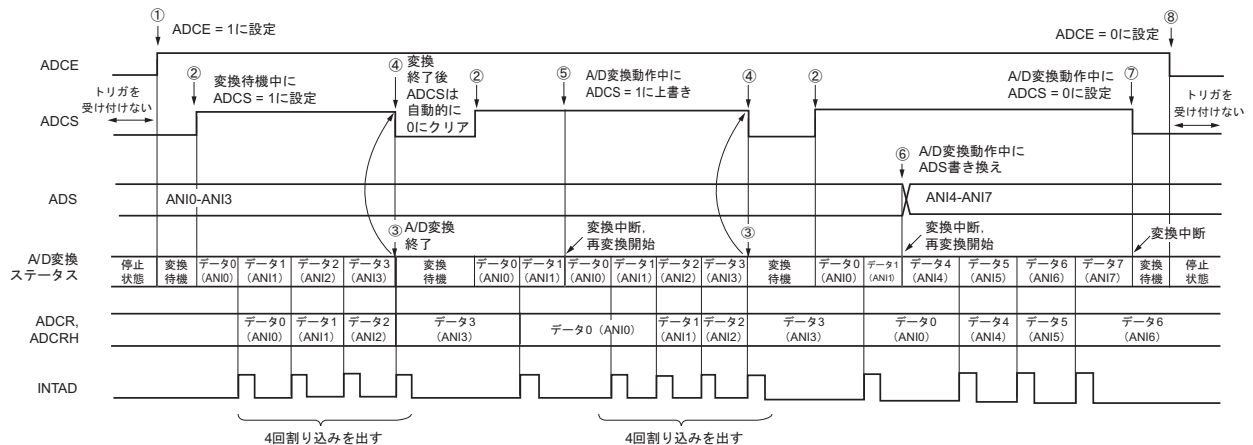 ① ADCE = 1に設定
ADCE = 0に設定 ⑧
ADCE
トリガを
受け付けない
② 変換待機中に
ADCS = 1に設定
④ 変換
終了後
ADCSは
自動的に
0にクリア
②
⑤ A/D変換動作中に
ADCS = 1に上書き
④
②
A/D変換動作中に
ADCS = 0に設定 ⑦
トリガを
受け付けない
ADCS
⑥ A/D変換動作中に
ADS書き換え
ADS
ANI0-ANI3
ANI4-ANI7
③ A/D変換
終了
変換中断,
再変換開始
③
変換中断,
再変換開始
変換中断
A/D変換
ステータス
停止
状態
変換
待機
データ0
(ANI0)
データ1
(ANI1)
データ2
(ANI2)
データ3
(ANI3)
変換
待機
データ0
(ANI0)
データ1
(ANI1)
データ0
(ANI0)
データ1
(ANI1)
データ2
(ANI2)
データ3
(ANI3)
変換
待機
データ0
(ANI0)
データ1
(ANI1)
データ4
(ANI4)
データ5
(ANI5)
データ6
(ANI6)
データ7
(ANI7)
変換
待機
停止
状態
ADCR,
ADCRH
データ0
(ANI0)
データ1
(ANI1)
データ2
(ANI2)
データ3
(ANI3)
データ0 (ANI0)
データ1
(ANI1)
データ2
(ANI2)
データ3
(ANI3)
データ0
(ANI0)
データ4
(ANI4)
データ5
(ANI5)
データ6
(ANI6)
INTAD
4回割り込みを出す
4回割り込みを出す